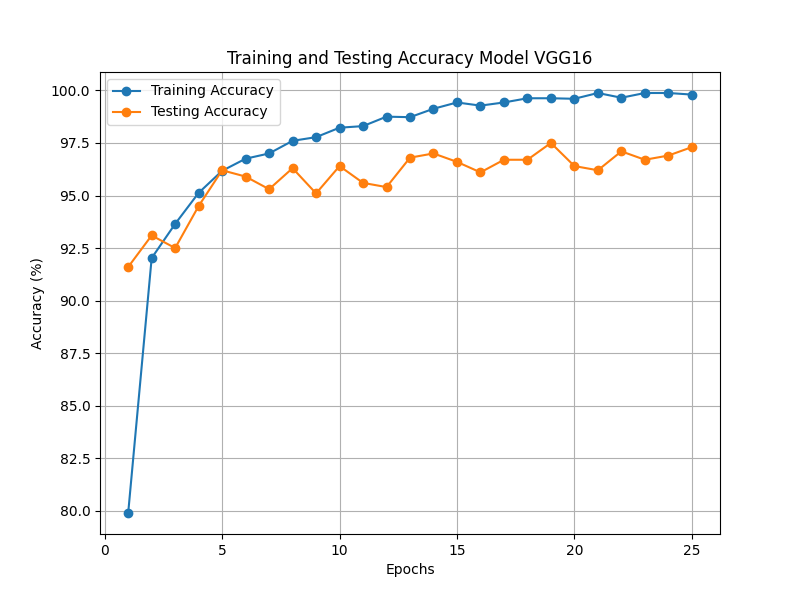 Training and Testing Accuracy Model VGG16
Training Accuracy
Testing Accuracy
Accuracy (%)
100.0
97.5
95.0
92.5
90.0
87.5
85.0
82.5
80.0
0 5 10 15 20 25
Epochs